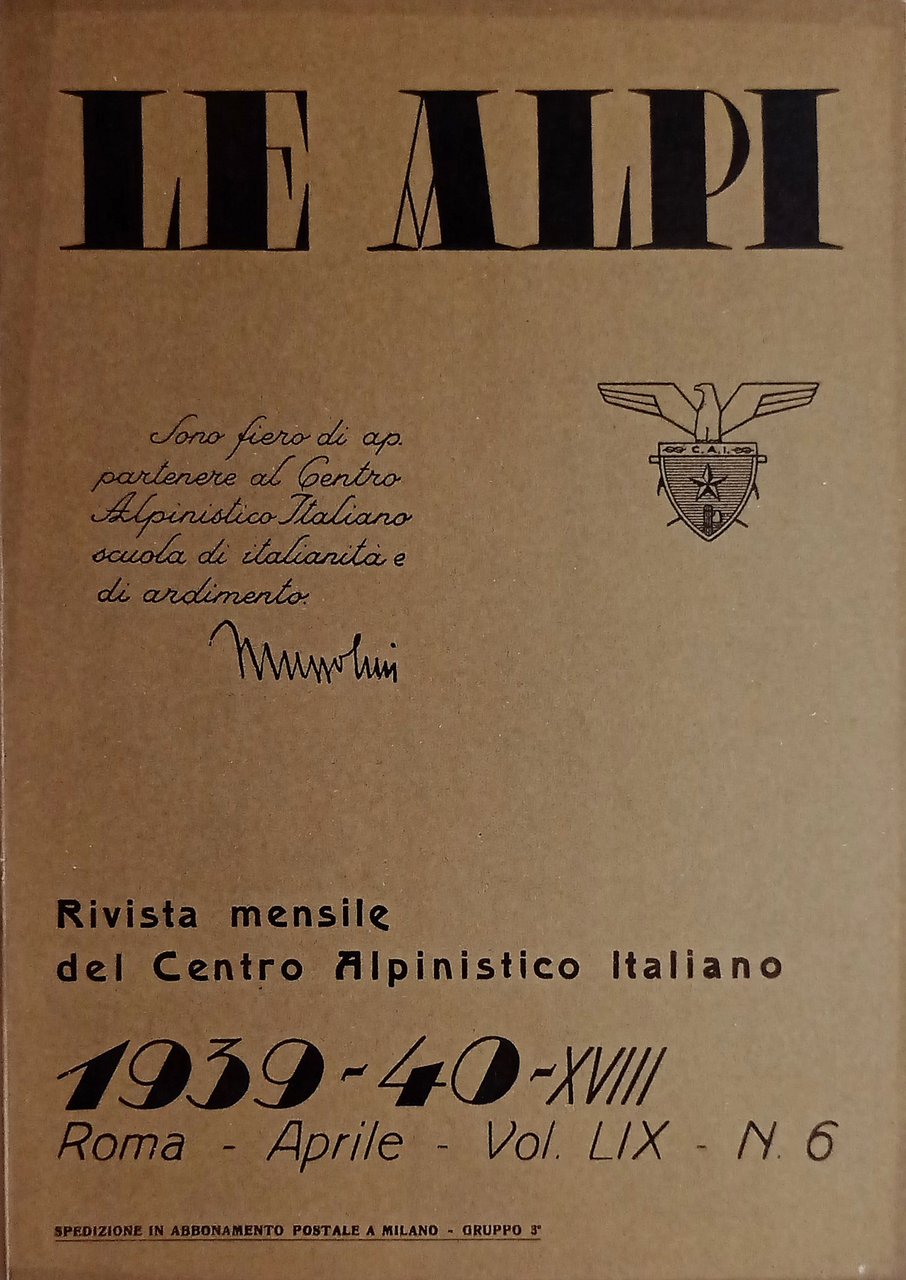 LE ALPI
Sono fiero di ap.
partenere al Centro
Alpinistico Italiano
scuola di italianità e
di ardimento.
Mussolini
C.A.I.
Rivista mensile
del Centro Alpinistico Italiano
1939-40-XVIII
Roma - Aprile - Vol. LIX - N. 6
SPEDIZIONE IN ABBONAMENTO POSTALE A MILANO - GRUPPO 3°